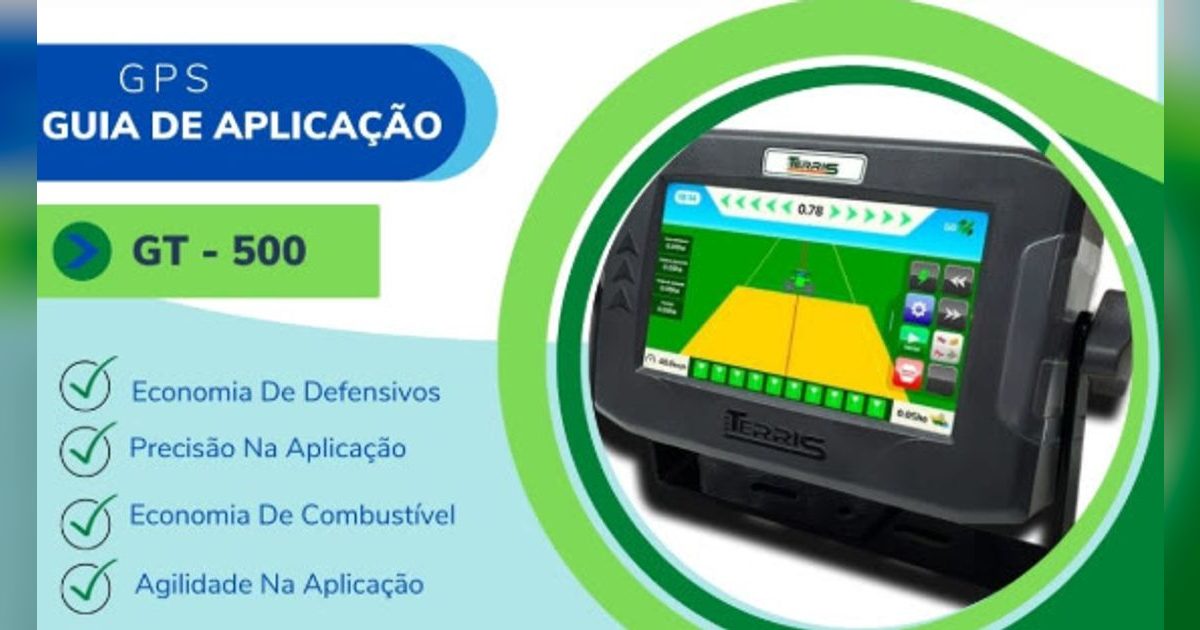 GPS
GUIA DE APLICAÇÃO
GT - 500
Economia De Defensivos
Precisão Na Aplicação
Economia De Combustível
Agilidade Na Aplicação
TERRIS
0.78
TERRIS